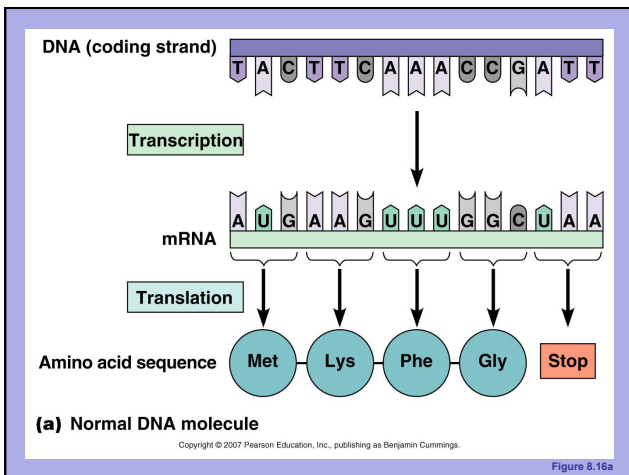 DNA (coding strand)
T A C T T C A A A C C G A T T
Transcription
A U G A A G U U U G G C U A A
mRNA
Translation
Amino acid sequence
Met Lys Phe Gly Stop
(a) Normal DNA molecule
Copyright © 2007 Pearson Education, Inc., publishing as Benjamin Cummings.
Figure 8.16a